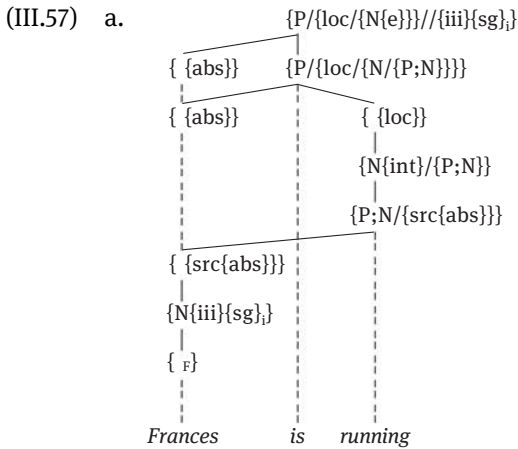 (III.57) a. {P/{loc/{N{e}}}//{iii}{sg}ᵢ}
{ {abs}} {P/{loc/{N/{P;N}}}}
{ {abs}} { {loc}}
{N{int}/{P;N}}
{P;N/{src{abs}}}
{ {src{abs}}}
{N{iii}{sg}ᵢ}
{ F}
Frances is running